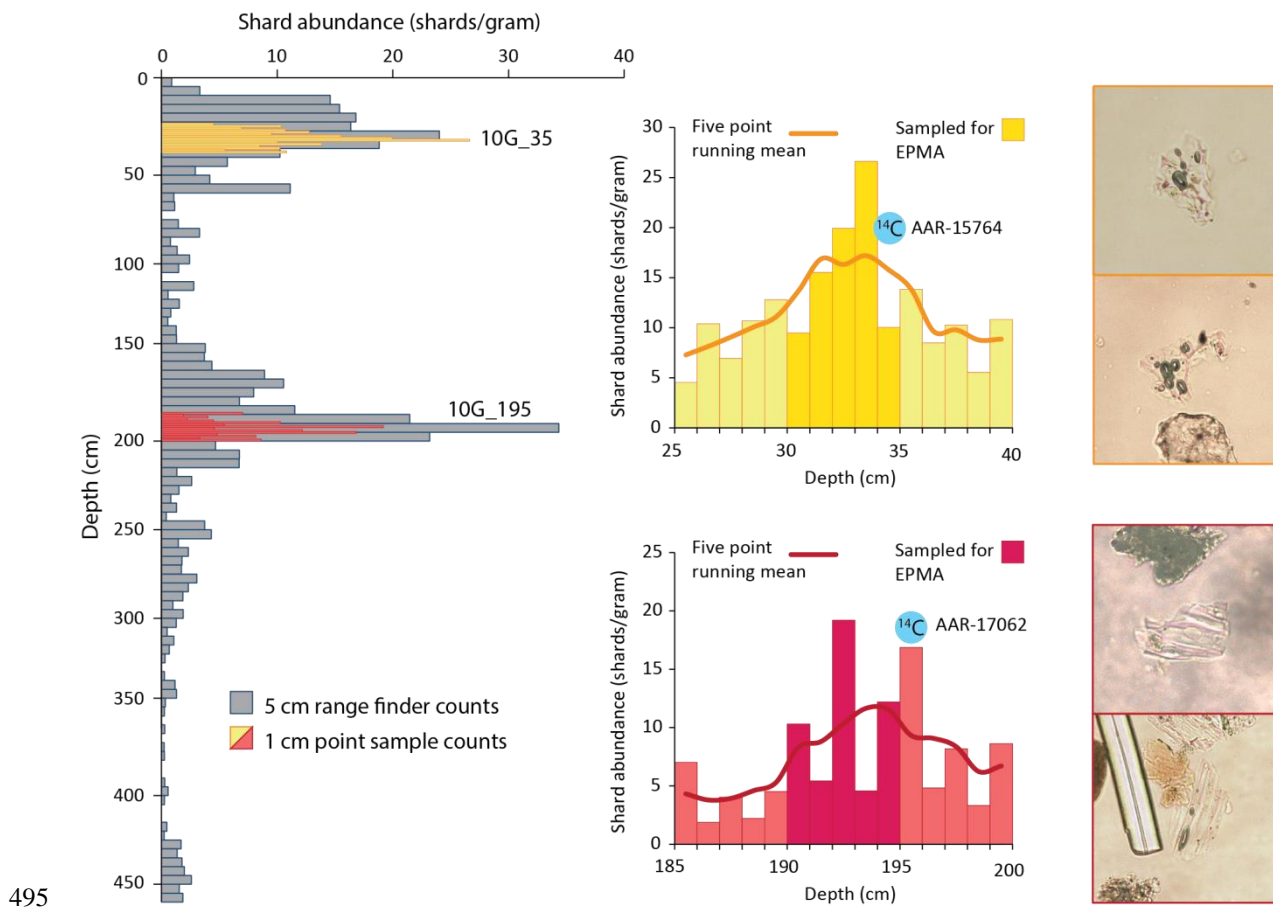 Shard abundance (shards/gram)
0 10 20 30 40
0
50
100
150
200
250
300
350
400
450
Depth (cm)
10G_35
10G_195
5 cm range finder counts
1 cm point sample counts
Five point
running mean
Sampled for
EPMA
¹⁴C AAR-15764
30
25
20
15
10
5
0
Shard abundance (shards/gram)
25 30 35 40
Depth (cm)
Five point
running mean
Sampled for
EPMA
¹⁴C AAR-17062
25
20
15
10
5
0
Shard abundance (shards/gram)
185 190 195 200
Depth (cm)
495